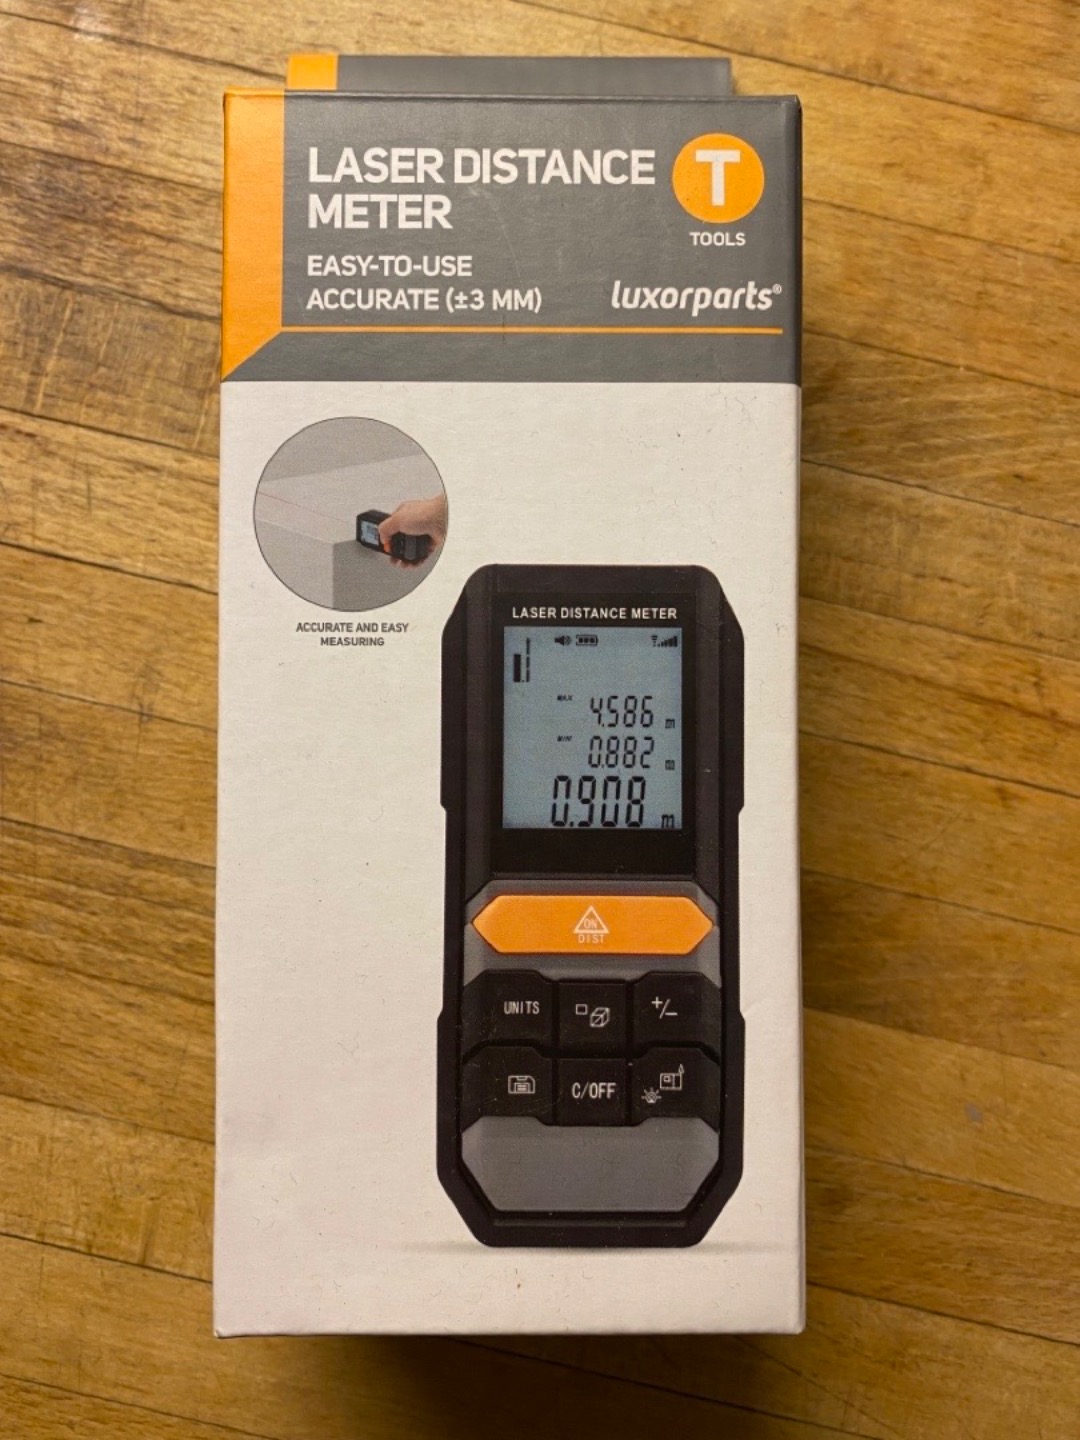 LASER DISTANCE
METER
T
TOOLS
EASY-TO-USE
ACCURATE (±3 MM)
luxorparts®
ACCURATE AND EASY
MEASURING
LASER DISTANCE METER
MAX 4.586 m
MIN 0.882 m
0.908 m
ON
DIST
UNITS
+/-
C/OFF